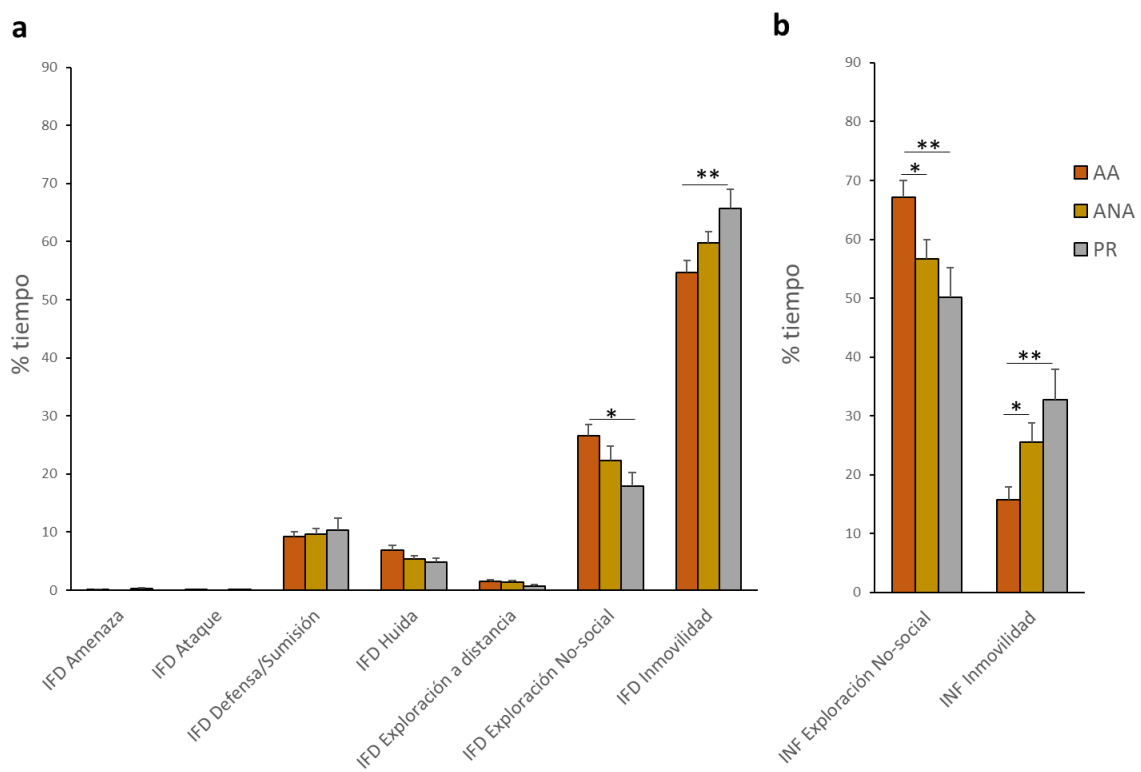 a
90
80
70
60
50
40
30
20
10
0
% tiempo
*
**
IFD Amenaza
IFD Ataque
IFD Defensa/Sumisión
IFD Huida
IFD Exploración a distancia
IFD Exploración No-social
IFD Inmovilidad
b
90
80
70
60
50
40
30
20
10
0
% tiempo
**
*
**
*
INF Exploración No-social
INF Inmovilidad
AA
ANA
PR